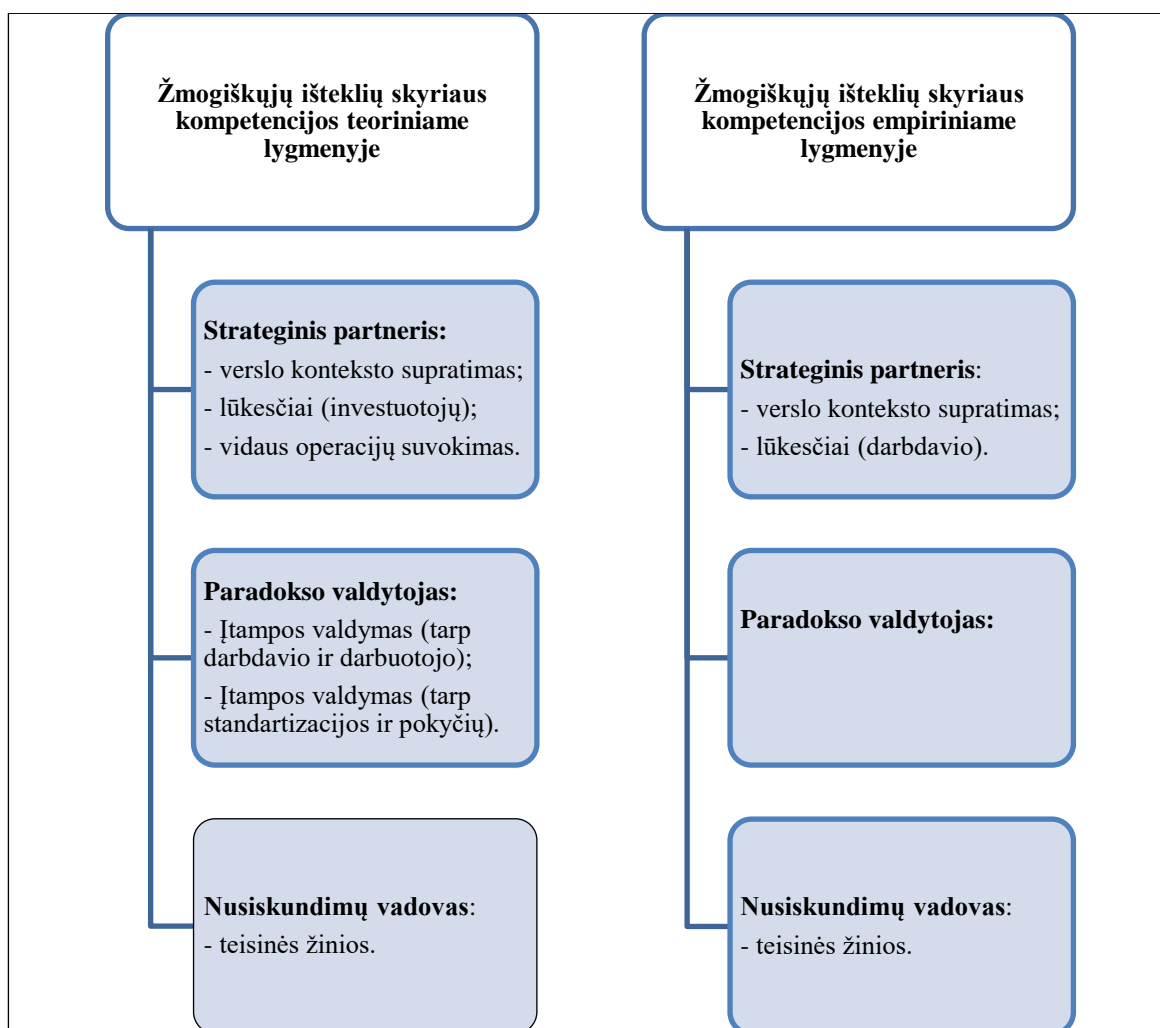 Žmogiškųjų išteklių skyriaus
kompetencijos teoriniame
lygmenyje
Strateginis partneris:
- verslo konteksto supratimas;
- lūkesčiai (investuotojų);
- vidaus operacijų suvokimas.
Paradokso valdytojas:
- Įtampos valdymas (tarp
darbdavio ir darbuotojo);
- Įtampos valdymas (tarp
standartizacijos ir pokyčių).
Nusiskundimų vadovas:
- teisinės žinios.
Žmogiškųjų išteklių skyriaus
kompetencijos empiriniame
lygmenyje
Strateginis partneris:
- verslo konteksto supratimas;
- lūkesčiai (darbdavio).
Paradokso valdytojas:
Nusiskundimų vadovas:
- teisinės žinios.